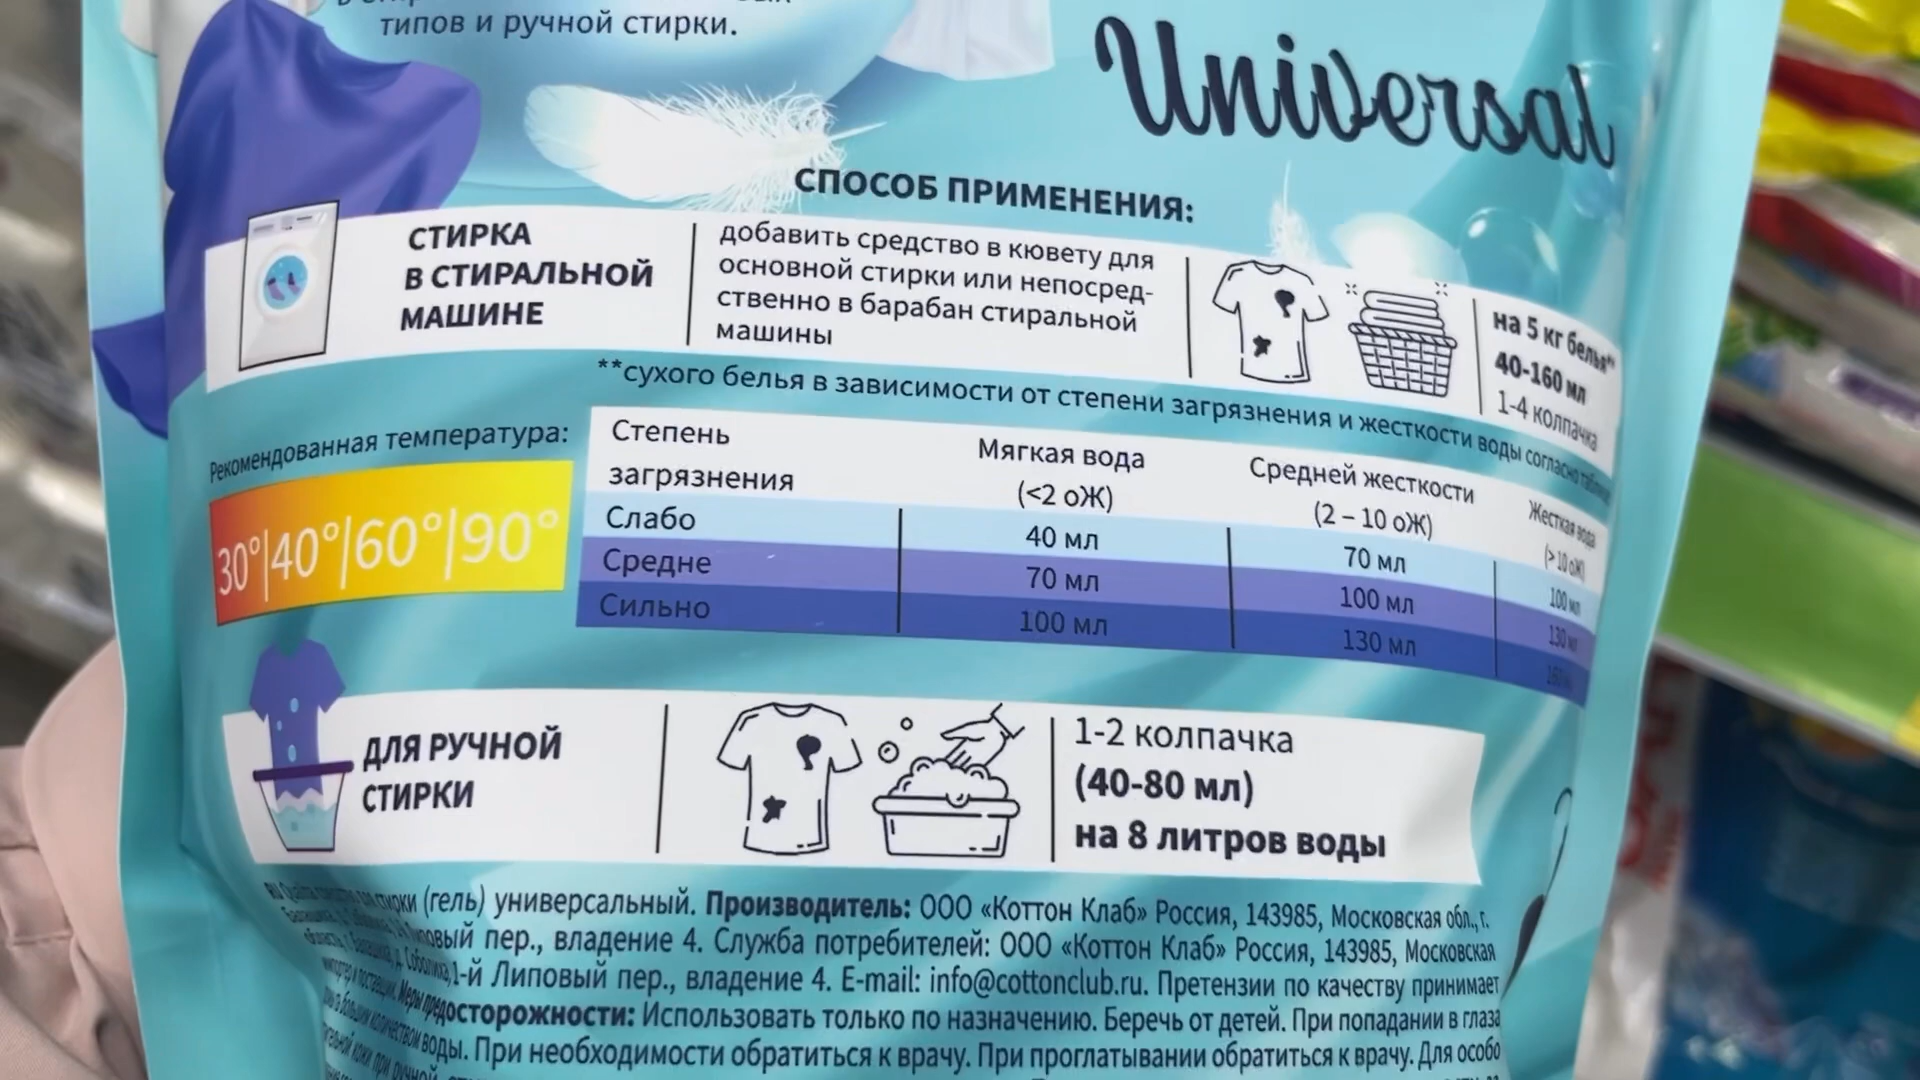 типов и ручной стирки.
Universal
СПОСОБ ПРИМЕНЕНИЯ:
СТИРКА
В СТИРАЛЬНОЙ
МАШИНЕ
добавить средство в кювету для
основной стирки или непосред-
ственно в барабан стиральной
машины
на 5 кг белья**
40-160 мл
1-4 колпачка
**сухого белья в зависимости от степени загрязнения и жесткости воды согласно таблице
Рекомендованная температура:
30°|40°|60°|90°
Степень
загрязнения
Мягкая вода
(<2 оЖ)
Средней жесткости
(2 – 10 оЖ)
Жесткая вода
(>10 оЖ)
Слабо 40 мл 70 мл 100 мл
Средне 70 мл 100 мл 130 мл
Сильно 100 мл 130 мл 160 мл
ДЛЯ РУЧНОЙ
СТИРКИ
1-2 колпачка
(40-80 мл)
на 8 литров воды
стирки (гель) универсальный. Производитель: ООО «Коттон Клаб» Россия, 143985, Московская обл., г.
Липовый пер., владение 4. Служба потребителей: ООО «Коттон Клаб» Россия, 143985, Московская
1-й Липовый пер., владение 4. E-mail: info@cottonclub.ru. Претензии по качеству принимает
Меры предосторожности: Использовать только по назначению. Беречь от детей. При попадании в глаза
количеством воды. При необходимости обратиться к врачу. При проглатывании обратиться к врачу. Для особо
кожи при ручной